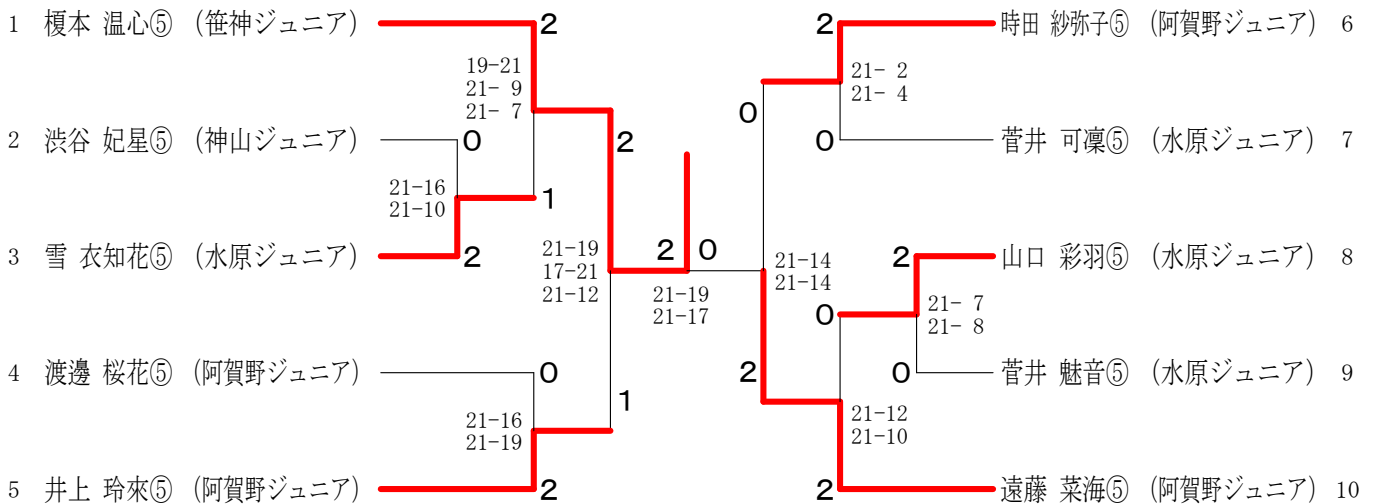 1 榎本 温心⑤ (笹神ジュニア) 2
19-21
21- 9
21- 7
2 渋谷 妃星⑤ (神山ジュニア) 0
21-16
21-10
1
3 雪 衣知花⑤ (水原ジュニア) 2
2
21-19
17-21
21-12
4 渡邊 桜花⑤ (阿賀野ジュニア) 0
21-16
21-19
1
5 井上 玲來⑤ (阿賀野ジュニア) 2
2 0
21-19
21-17
2 時田 紗弥子⑤ (阿賀野ジュニア) 6
21- 2
21- 4
0
0 菅井 可凜⑤ (水原ジュニア) 7
21-14
21-14
2 山口 彩羽⑤ (水原ジュニア) 8
21- 7
21- 8
0
0 菅井 魅音⑤ (水原ジュニア) 9
2
21-12
21-10
2 遠藤 菜海⑤ (阿賀野ジュニア) 10